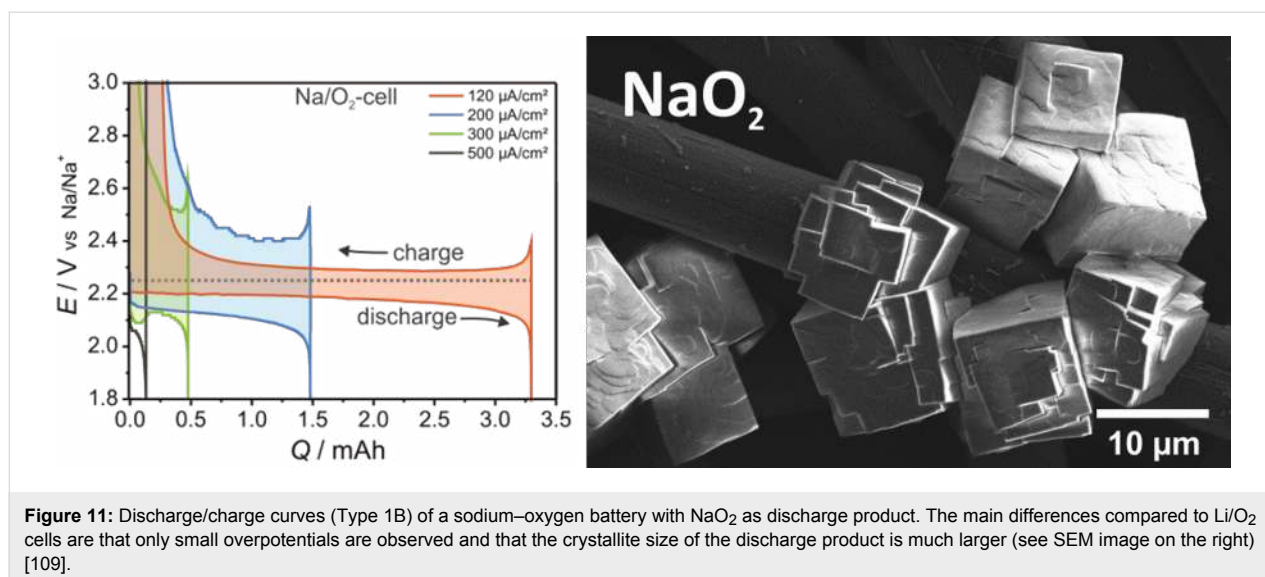 Na/O₂-cell
120 µA/cm²
200 µA/cm²
300 µA/cm²
500 µA/cm²
charge
discharge
E / V vs Na/Na⁺
3.0
2.8
2.6
2.4
2.2
2.0
1.8
0.0 0.5 1.0 1.5 2.0 2.5 3.0 3.5
Q / mAh
NaO₂
10 µm
Figure 11: Discharge/charge curves (Type 1B) of a sodium–oxygen battery with NaO₂ as discharge product. The main differences compared to Li/O₂
cells are that only small overpotentials are observed and that the crystallite size of the discharge product is much larger (see SEM image on the right)
[109].